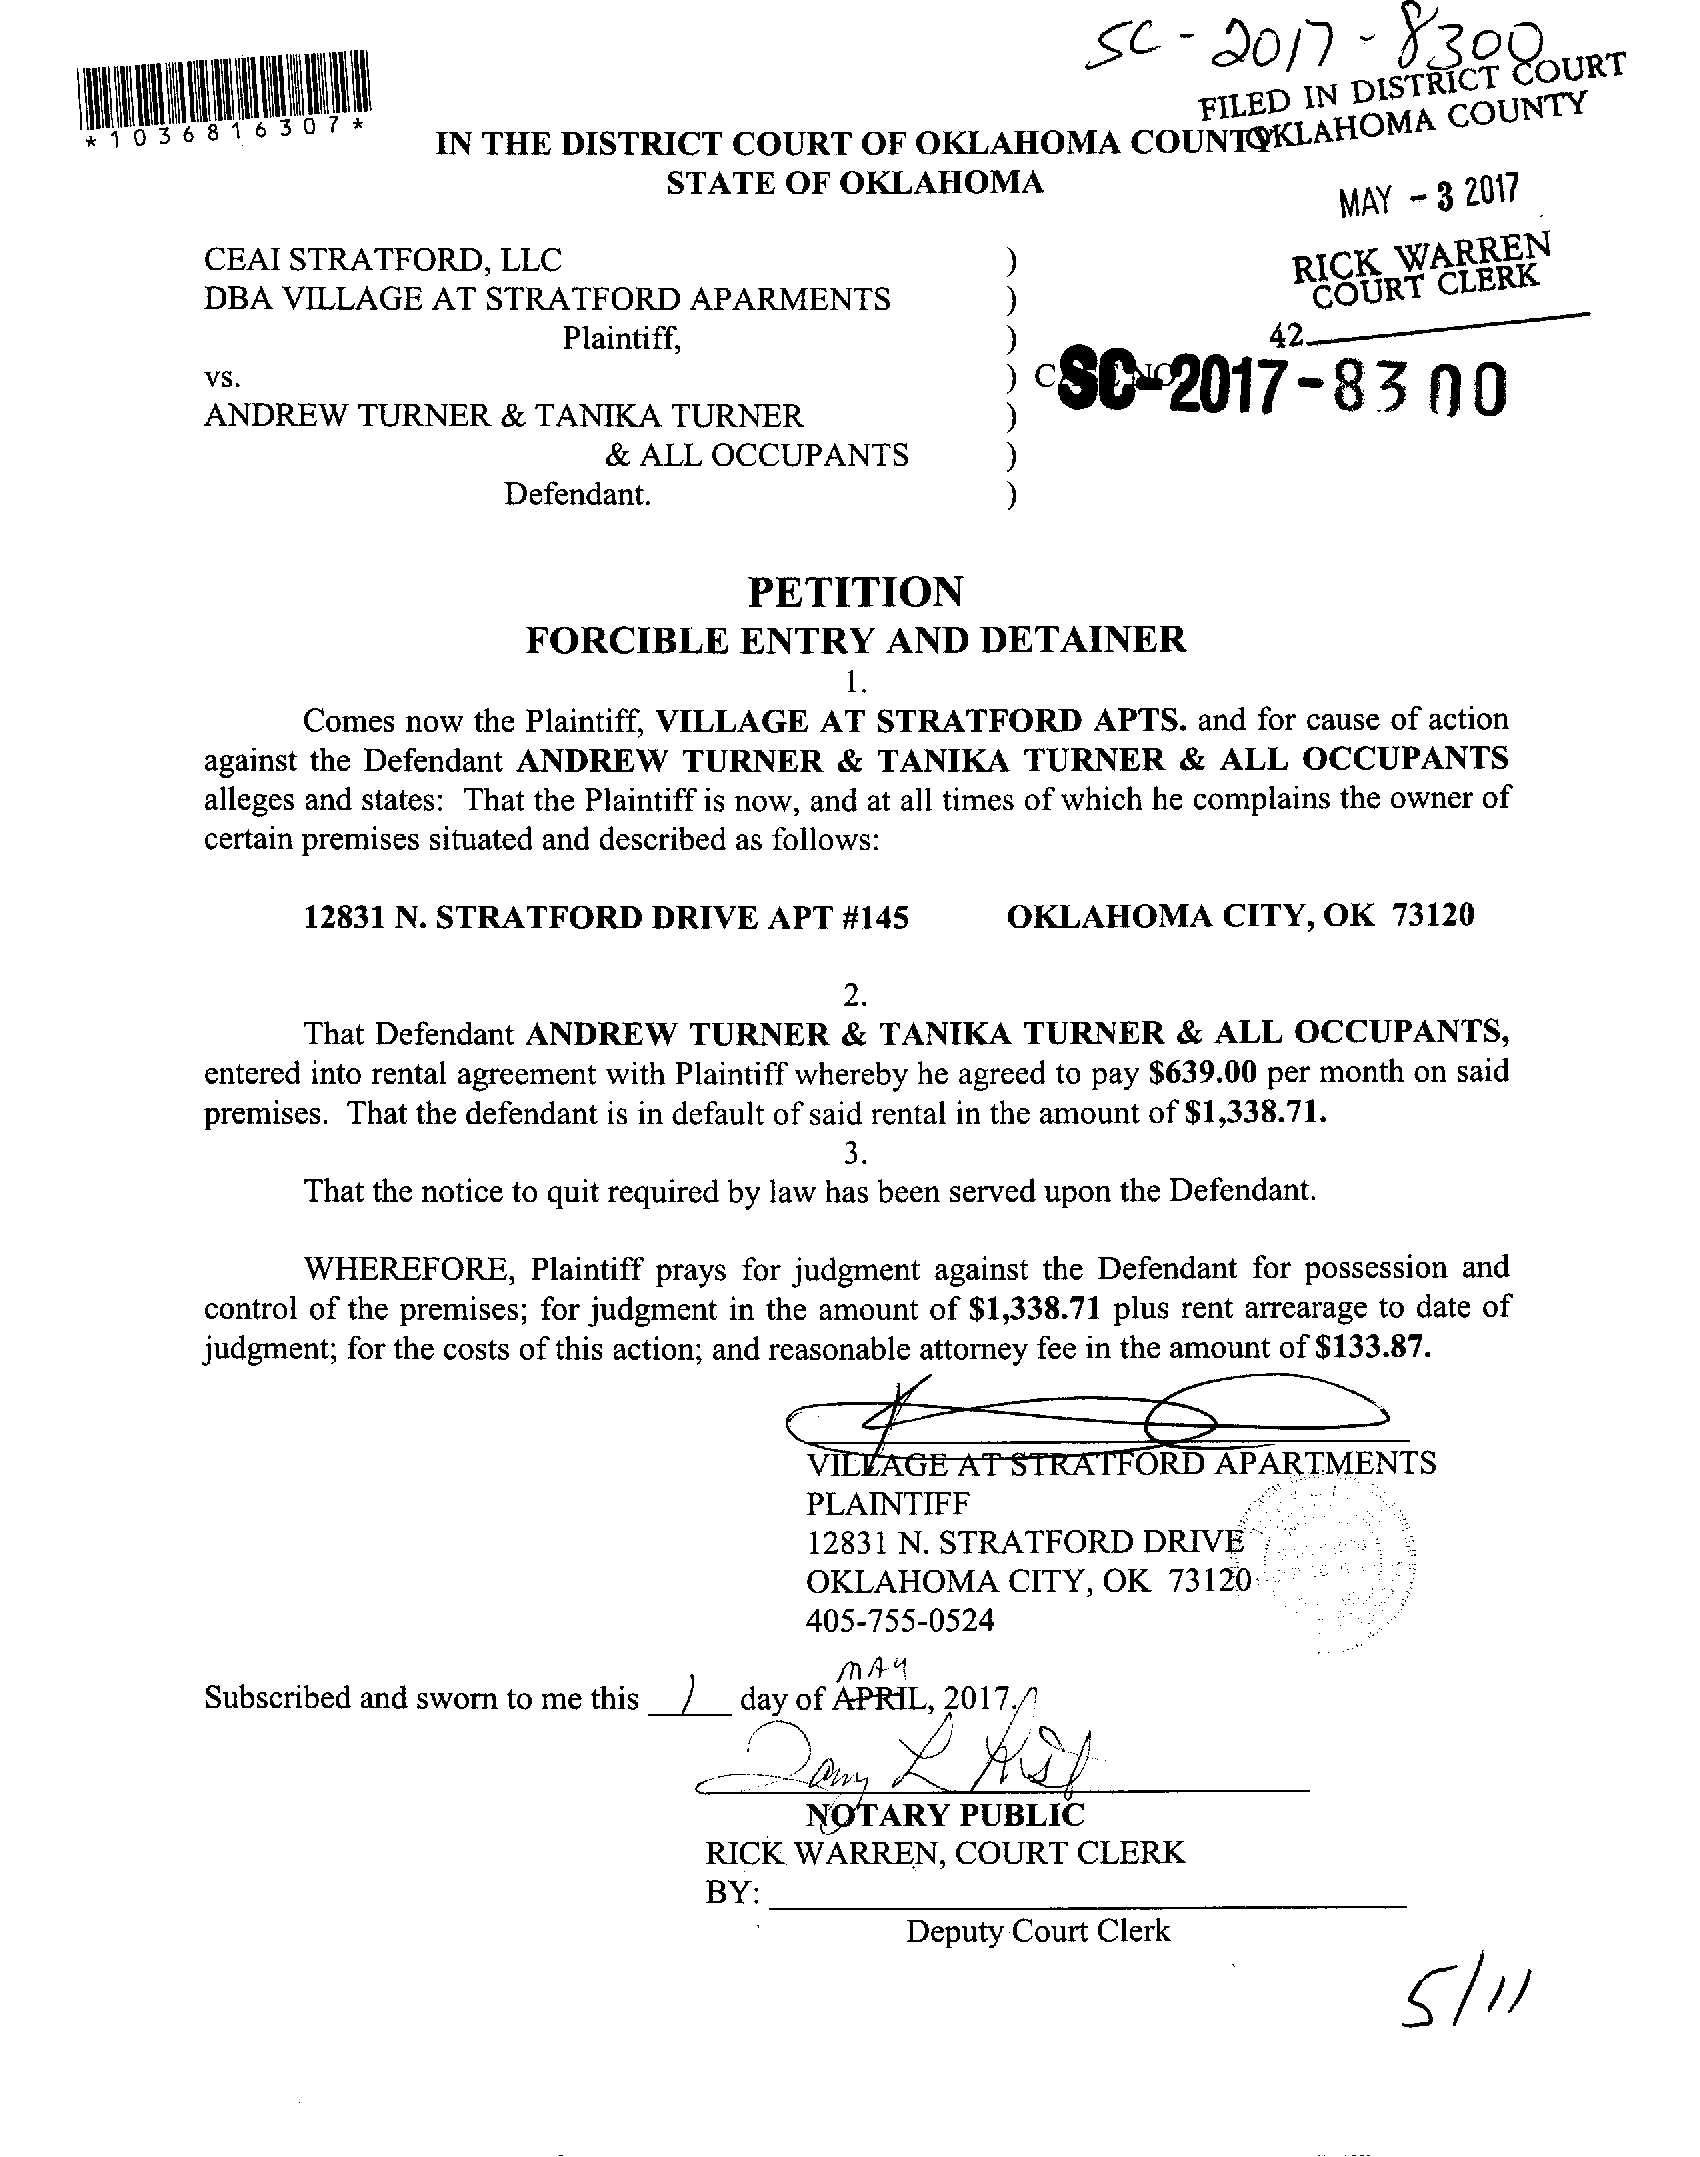 SC-2017-8300
FILED IN DISTRICT COURT
OKLAHOMA COUNTY
*1036816307*
IN THE DISTRICT COURT OF OKLAHOMA COUNTY
STATE OF OKLAHOMA
MAY - 3 2017
RICK WARREN
COURT CLERK
42
CEAI STRATFORD, LLC )
DBA VILLAGE AT STRATFORD APARMENTS )
Plaintiff, )
vs. ) SC-2017-8300
ANDREW TURNER & TANIKA TURNER )
& ALL OCCUPANTS )
Defendant. )
PETITION
FORCIBLE ENTRY AND DETAINER
1.
Comes now the Plaintiff, VILLAGE AT STRATFORD APTS. and for cause of action
against the Defendant ANDREW TURNER & TANIKA TURNER & ALL OCCUPANTS
alleges and states: That the Plaintiff is now, and at all times of which he complains the owner of
certain premises situated and described as follows:
12831 N. STRATFORD DRIVE APT #145 OKLAHOMA CITY, OK 73120
2.
That Defendant ANDREW TURNER & TANIKA TURNER & ALL OCCUPANTS,
entered into rental agreement with Plaintiff whereby he agreed to pay $639.00 per month on said
premises. That the defendant is in default of said rental in the amount of $1,338.71.
3.
That the notice to quit required by law has been served upon the Defendant.
WHEREFORE, Plaintiff prays for judgment against the Defendant for possession and
control of the premises; for judgment in the amount of $1,338.71 plus rent arrearage to date of
judgment; for the costs of this action; and reasonable attorney fee in the amount of $133.87.
VILLAGE AT STRATFORD APARTMENTS
PLAINTIFF
12831 N. STRATFORD DRIVE
OKLAHOMA CITY, OK 73120
405-755-0524
MAY
Subscribed and sworn to me this 1 day of APRIL, 2017.
NOTARY PUBLIC
RICK WARREN, COURT CLERK
BY:
Deputy Court Clerk
5/11